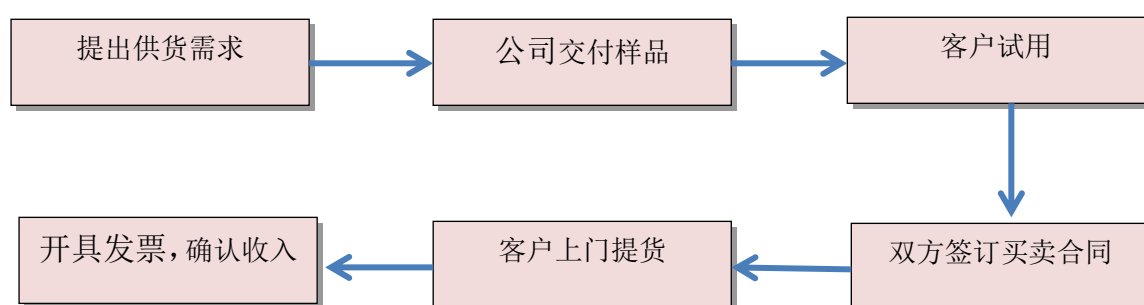 提出供货需求
公司交付样品
客户试用
双方签订买卖合同
客户上门提货
开具发票，确认收入